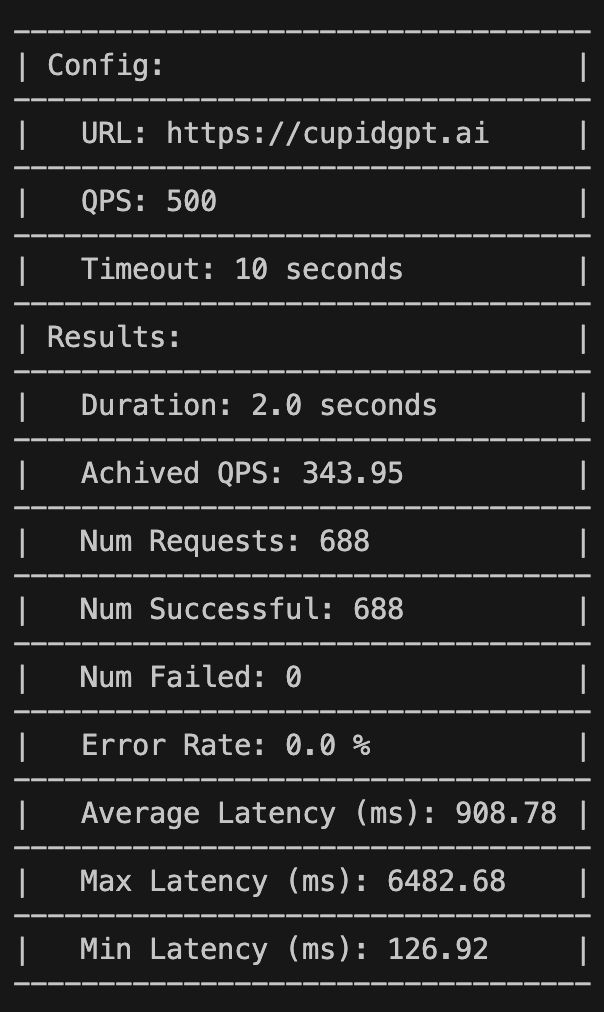 ----------------------------------
| Config:                        |
----------------------------------
|   URL: https://cupidgpt.ai     |
----------------------------------
|   QPS: 500                     |
----------------------------------
|   Timeout: 10 seconds          |
----------------------------------
| Results:                       |
----------------------------------
|   Duration: 2.0 seconds        |
----------------------------------
|   Achived QPS: 343.95          |
----------------------------------
|   Num Requests: 688            |
----------------------------------
|   Num Successful: 688          |
----------------------------------
|   Num Failed: 0                |
----------------------------------
|   Error Rate: 0.0 %            |
----------------------------------
|   Average Latency (ms): 908.78 |
----------------------------------
|   Max Latency (ms): 6482.68    |
----------------------------------
|   Min Latency (ms): 126.92     |
----------------------------------